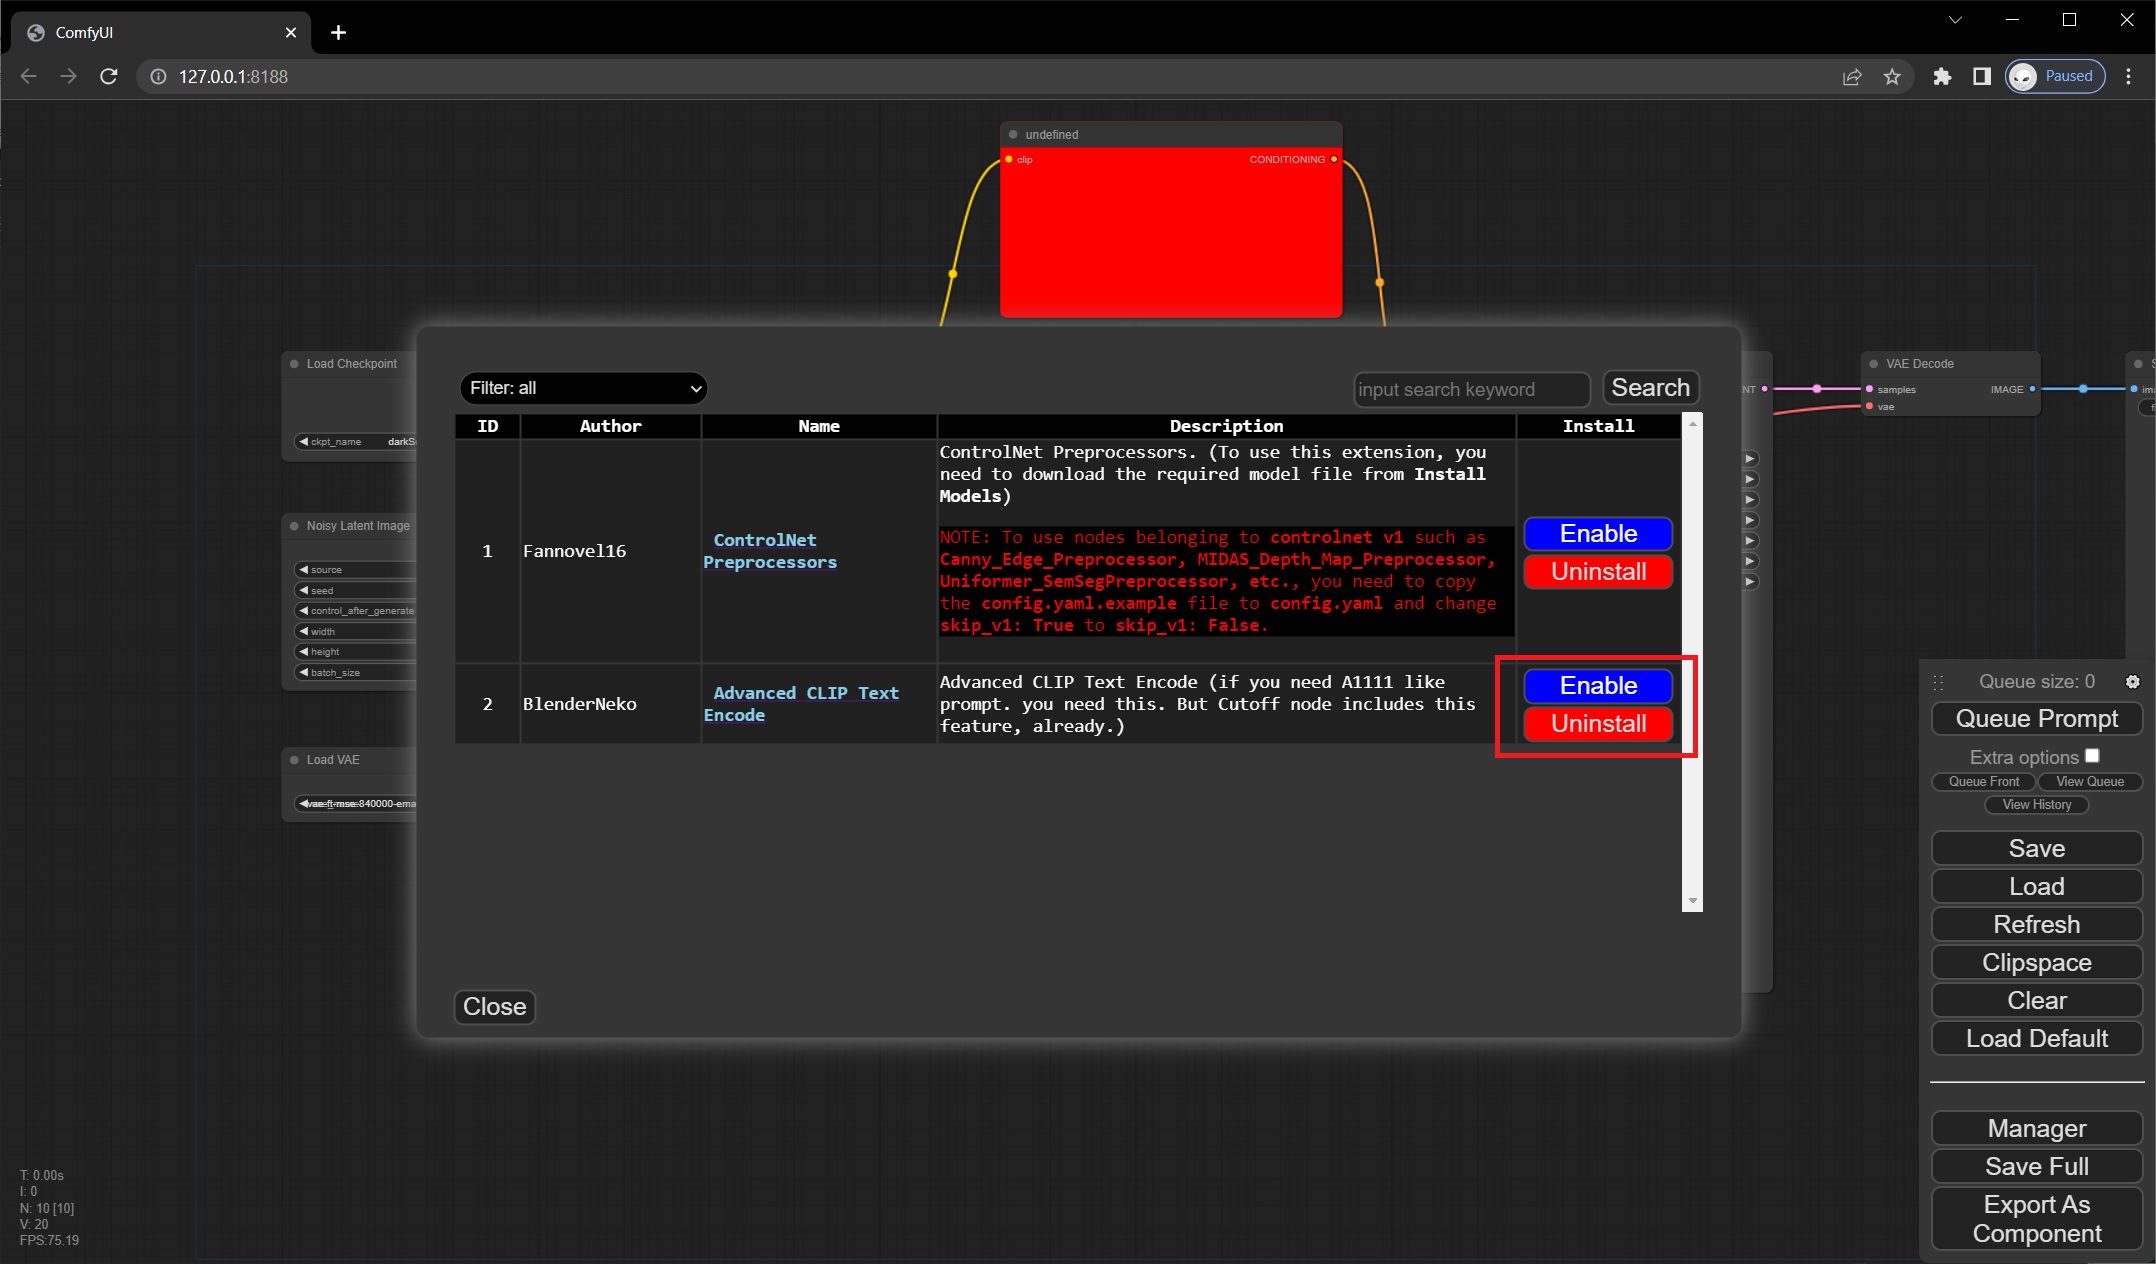 ComfyUI
127.0.0.1:8188
Paused
undefined
clip
CONDITIONING
Load Checkpoint
ckpt_name
Noisy Latent Image
source
seed
control_after_generate
width
height
batch_size
Load VAE
Filter: all
input search keyword
Search
ID Author Name Description Install
1
Fannovel16
ControlNet
Preprocessors
ControlNet Preprocessors. (To use this extension, you
need to download the required model file from Install
Models)
NOTE: To use nodes belonging to controlnet v1 such as
Canny_Edge_Preprocessor, MIDAS_Depth_Map_Preprocessor,
Uniformer_SemSegPreprocessor, etc., you need to copy
the config.yaml.example file to config.yaml and change
skip_v1: True to skip_v1: False.
Enable
Uninstall
2
BlenderNeko
Advanced CLIP Text
Encode
Advanced CLIP Text Encode (if you need A1111 like
prompt. you need this. But Cutoff node includes this
feature, already.)
Enable
Uninstall
Close
VAE Decode
samples
IMAGE
vae
Queue size: 0
Queue Prompt
Extra options
Queue Front
View Queue
View History
Save
Load
Refresh
Clipspace
Clear
Load Default
Manager
Save Full
Export As
Component
T: 0.00s
I: 0
N: 10 [10]
V: 20
FPS:75.19